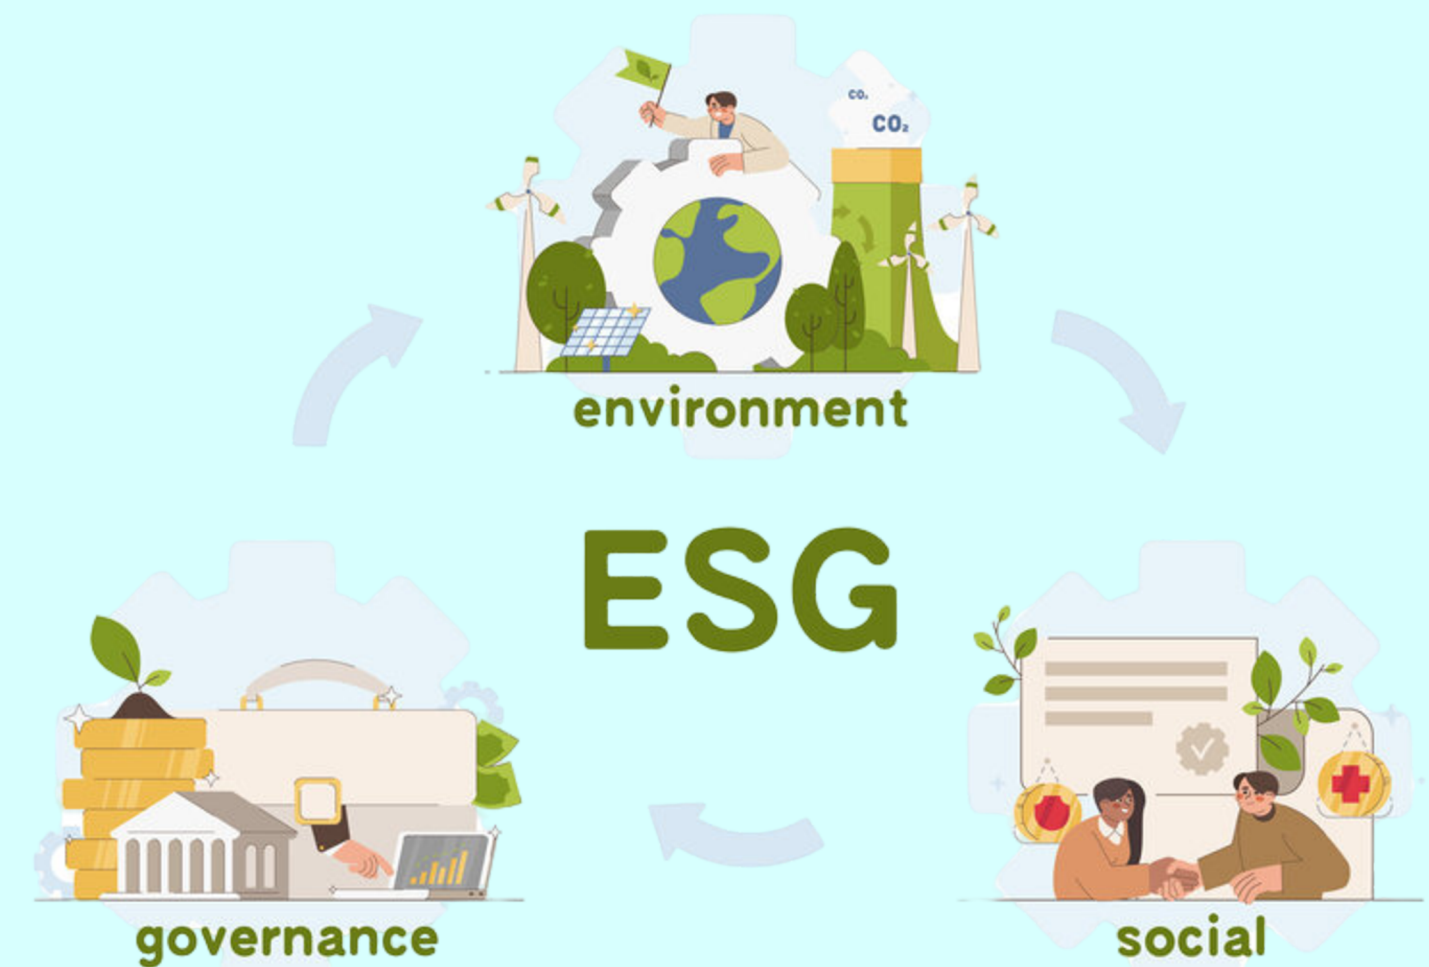 CO₂
CO₂
environment
ESG
governance
social